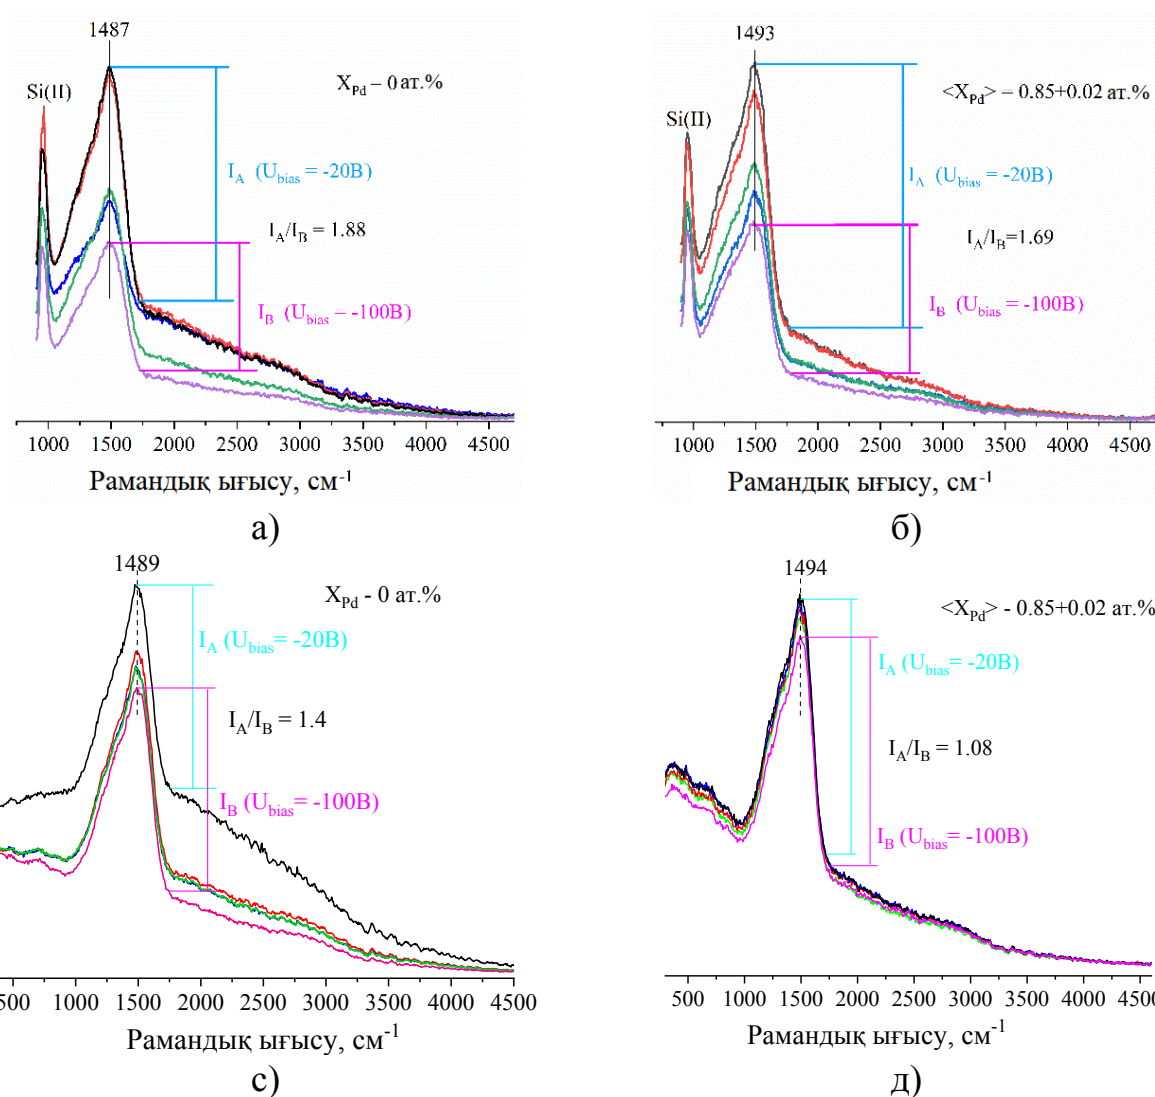 1487
Si(II)
X_Pd – 0 ат.%
I_A (U_bias = -20В)
I_A/I_B = 1.88
I_B (U_bias – -100В)
1000 1500 2000 2500 3000 3500 4000 4500
Рамандық ығысу, см⁻¹
а)
1493
Si(II)
<X_Pd> – 0.85+0.02 ат.%
I_A (U_bias = -20В)
I_A/I_B=1.69
I_B (U_bias = -100В)
1000 1500 2000 2500 3000 3500 4000 4500
Рамандық ығысу, см⁻¹
б)
1489
X_Pd - 0 ат.%
I_A (U_bias= -20В)
I_A/I_B = 1.4
I_B (U_bias= -100В)
500 1000 1500 2000 2500 3000 3500 4000 4500
Рамандық ығысу, см⁻¹
с)
1494
<X_Pd> - 0.85+0.02 ат.%
I_A (U_bias= -20В)
I_A/I_B = 1.08
I_B (U_bias= -100В)
500 1000 1500 2000 2500 3000 3500 4000 4500
Рамандық ығысу, см⁻¹
д)